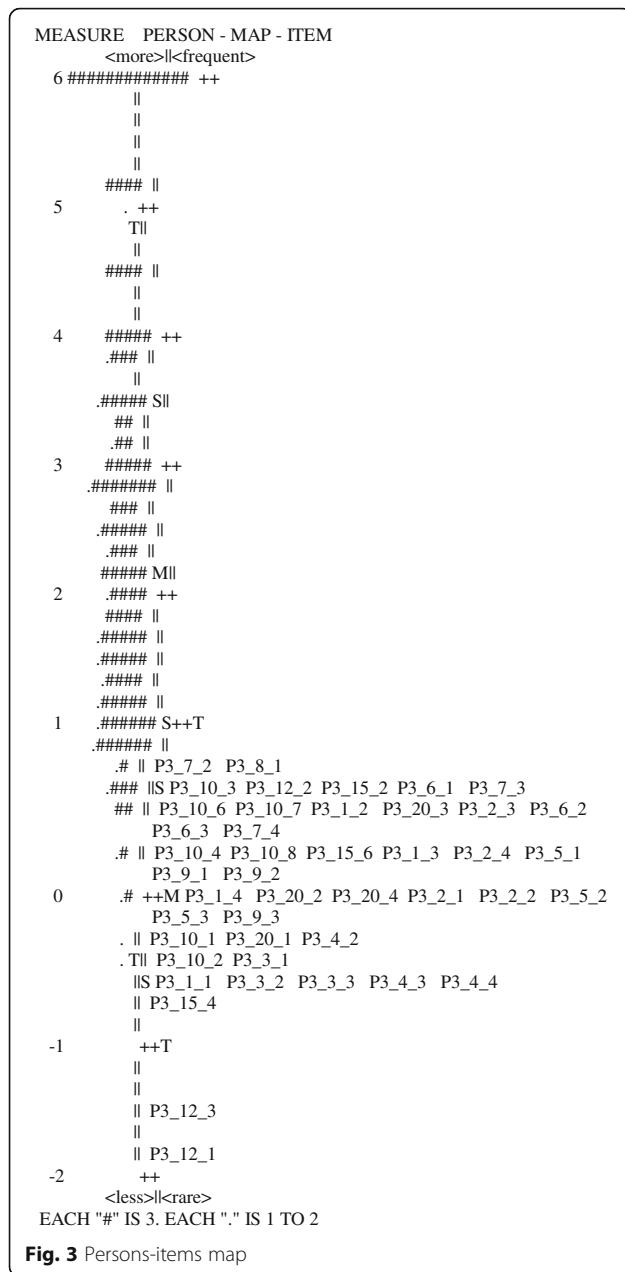 MEASURE PERSON - MAP - ITEM
<more>||<frequent>
6 ############# ++
||
||
||
||
#### ||
5 . ++
T||
||
#### ||
||
||
4 ##### ++
.### ||
||
.##### S||
## ||
.## ||
3 ##### ++
.####### ||
### ||
.##### ||
.### ||
##### M||
2 .#### ++
#### ||
.##### ||
.##### ||
.#### ||
.##### ||
1 .###### S++T
.###### ||
.# || P3_7_2 P3_8_1
.### ||S P3_10_3 P3_12_2 P3_15_2 P3_6_1 P3_7_3
## || P3_10_6 P3_10_7 P3_1_2 P3_20_3 P3_2_3 P3_6_2
P3_6_3 P3_7_4
.# || P3_10_4 P3_10_8 P3_15_6 P3_1_3 P3_2_4 P3_5_1
P3_9_1 P3_9_2
0 .# ++M P3_1_4 P3_20_2 P3_20_4 P3_2_1 P3_2_2 P3_5_2
P3_5_3 P3_9_3
. || P3_10_1 P3_20_1 P3_4_2
. T|| P3_10_2 P3_3_1
||S P3_1_1 P3_3_2 P3_3_3 P3_4_3 P3_4_4
|| P3_15_4
||
-1 ++T
||
||
|| P3_12_3
||
|| P3_12_1
-2 ++
<less>||<rare>
EACH "#" IS 3. EACH "." IS 1 TO 2
Fig. 3 Persons-items map